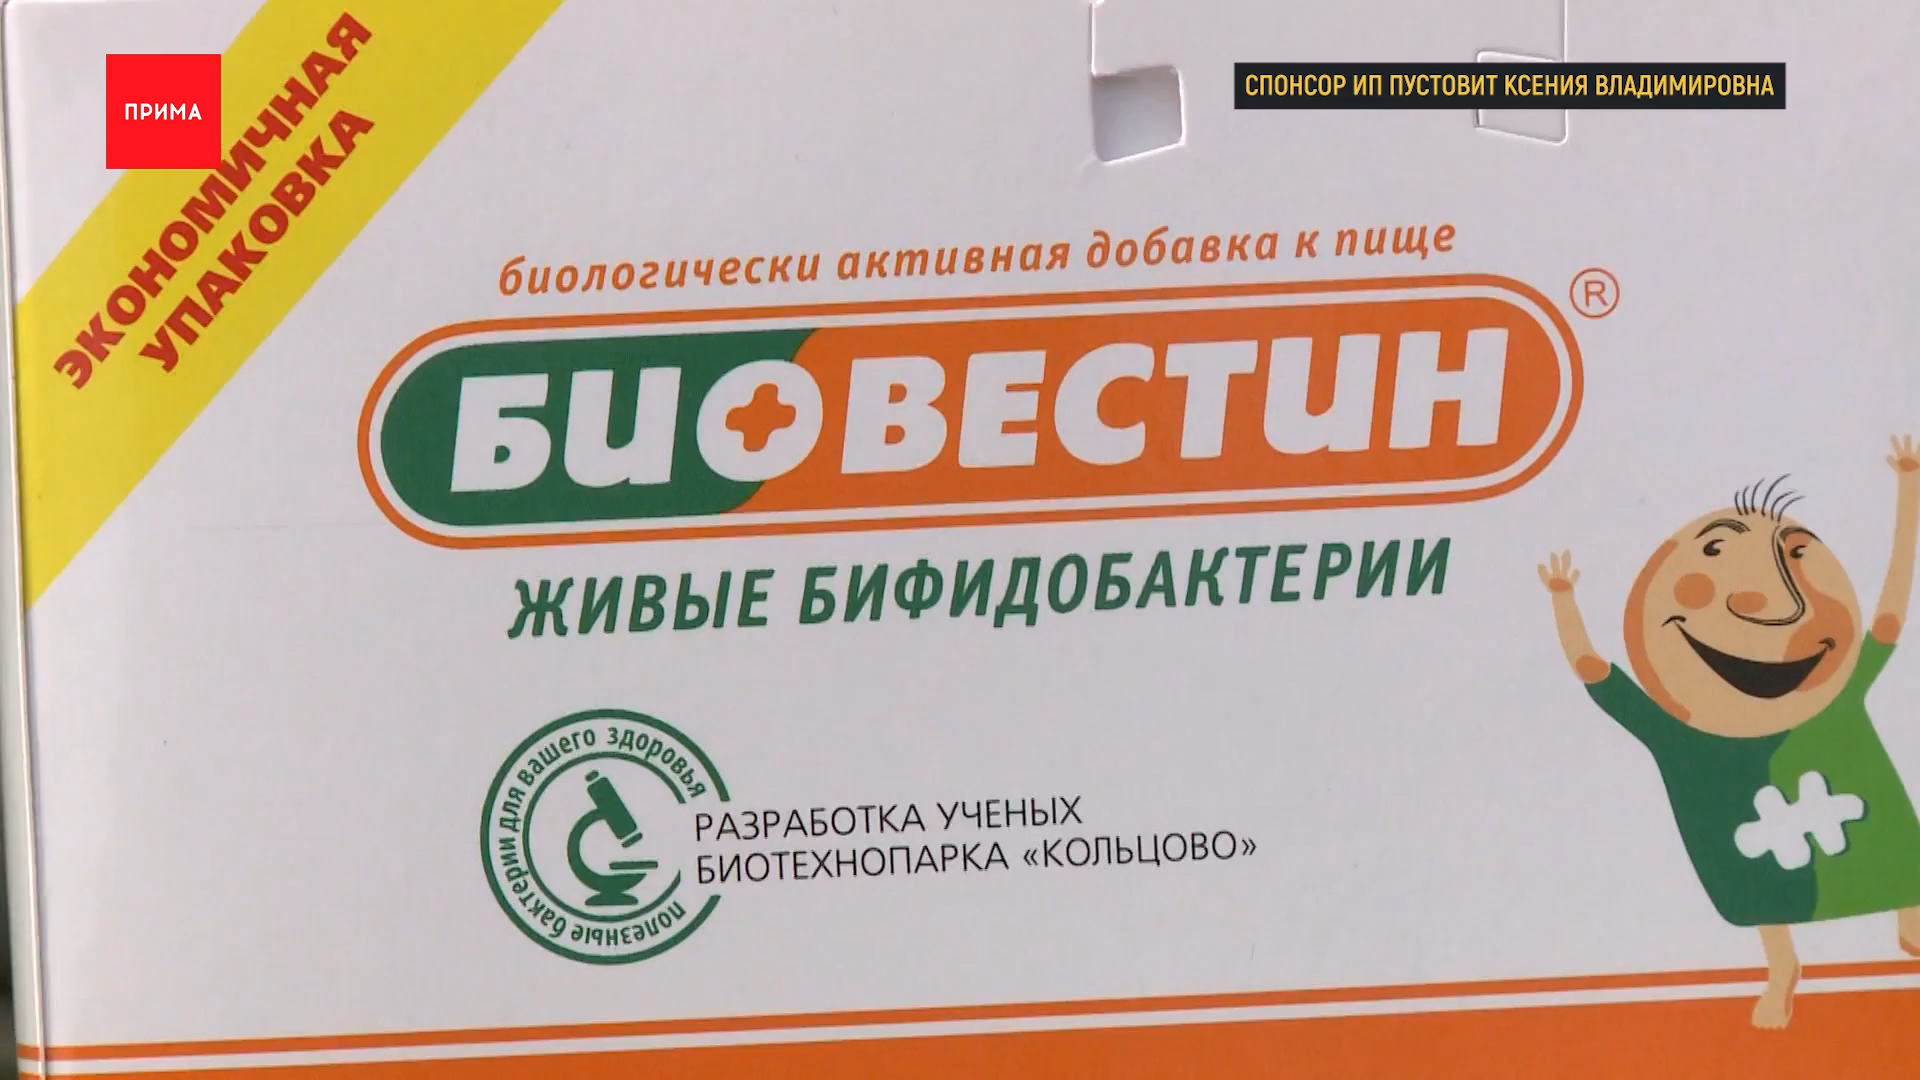 ПРИМА
СПОНСОР ИП ПУСТОВИТ КСЕНИЯ ВЛАДИМИРОВНА
ЭКОНОМИЧНАЯ
УПАКОВКА
биологически активная добавка к пище
БИОВЕСТИН®
ЖИВЫЕ БИФИДОБАКТЕРИИ
полезные бактерии для вашего здоровья
РАЗРАБОТКА УЧЕНЫХ
БИОТЕХНОПАРКА «КОЛЬЦОВО»